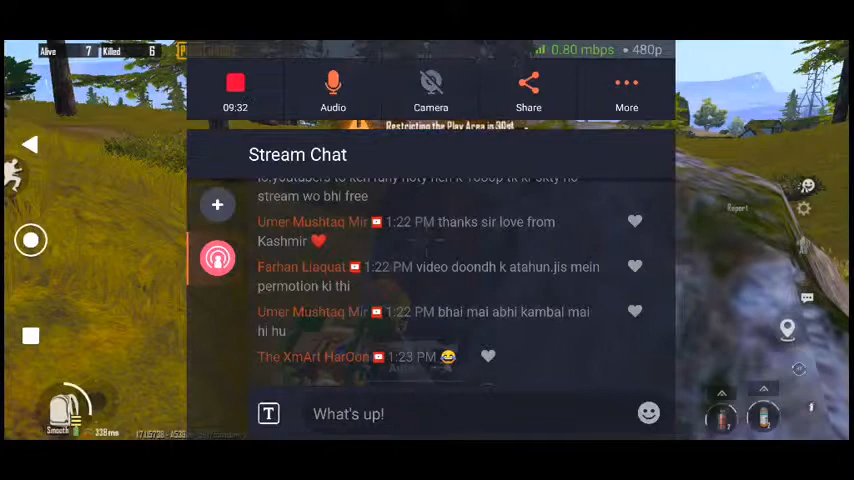 Alive 7 Killed 6
0.80 mbps • 480p
09:32 Audio Camera Share More
Restricting the Play Area in 30s!
Stream Chat
stream wo bhi free
Umer Mushtaq Mir 1:22 PM thanks sir love from
Kashmir ❤️
Farhan Liaquat 1:22 PM video doondh k atahun.jis mein
permotion ki thi
Umer Mushtaq Mir 1:22 PM bhai mai abhi kambal mai
hi hu
The XmArt HarOon 1:23 PM 😂
T What's up!
Report
Smooth 338 ms